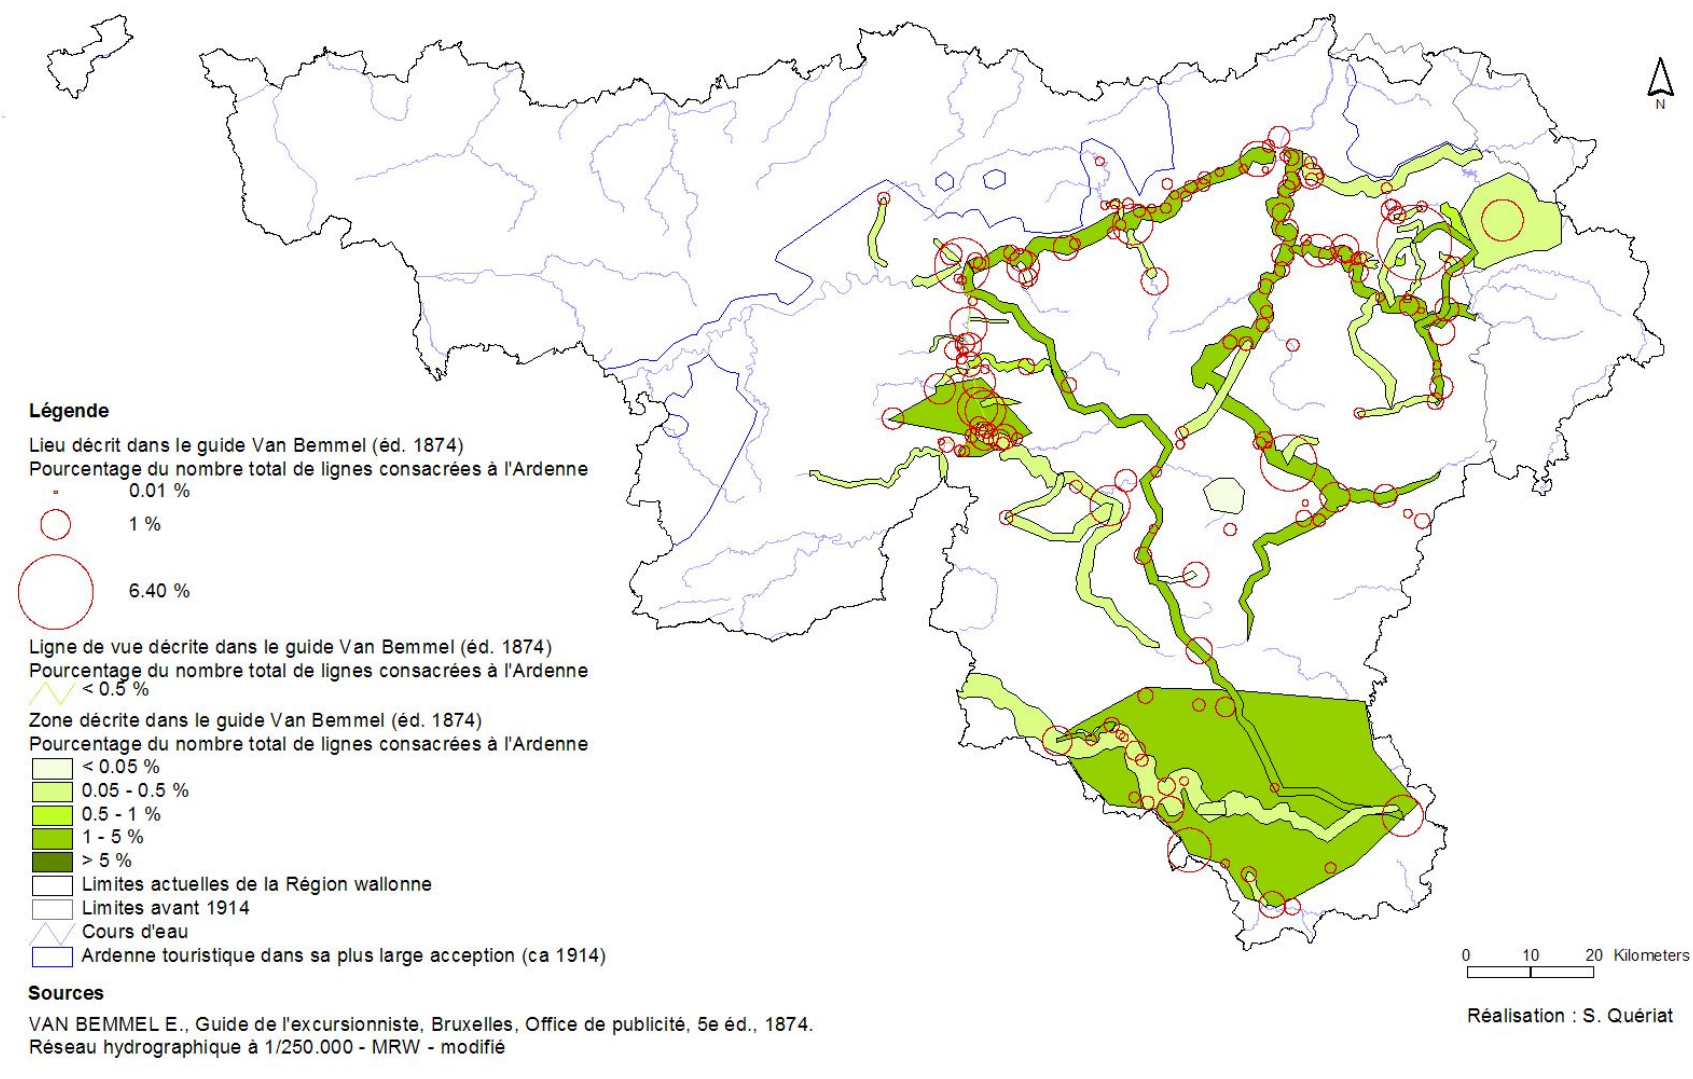 N
Légende
Lieu décrit dans le guide Van Bemmel (éd. 1874)
Pourcentage du nombre total de lignes consacrées à l'Ardenne
0.01 %
1 %
6.40 %
Ligne de vue décrite dans le guide Van Bemmel (éd. 1874)
Pourcentage du nombre total de lignes consacrées à l'Ardenne
< 0.5 %
Zone décrite dans le guide Van Bemmel (éd. 1874)
Pourcentage du nombre total de lignes consacrées à l'Ardenne
< 0.05 %
0.05 - 0.5 %
0.5 - 1 %
1 - 5 %
> 5 %
Limites actuelles de la Région wallonne
Limites avant 1914
Cours d'eau
Ardenne touristique dans sa plus large acception (ca 1914)
0 10 20 Kilometers
Sources
VAN BEMMEL E., Guide de l'excursionniste, Bruxelles, Office de publicité, 5e éd., 1874.
Réseau hydrographique à 1/250.000 - MRW - modifié
Réalisation : S. Quériat